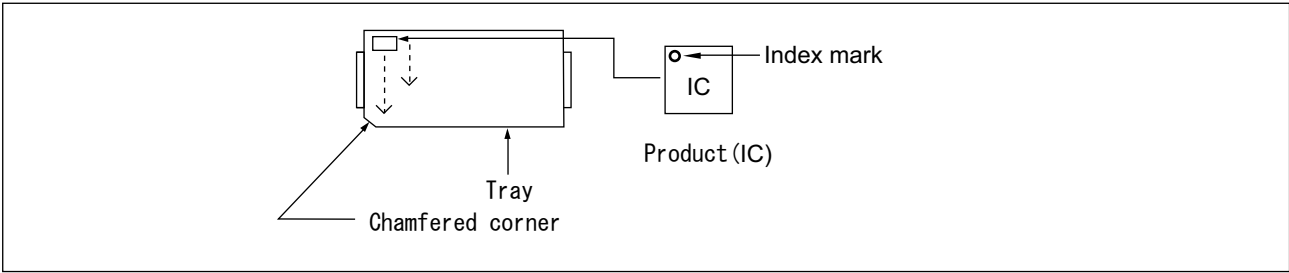 Index mark
IC
Product(IC)
Tray
Chamfered corner